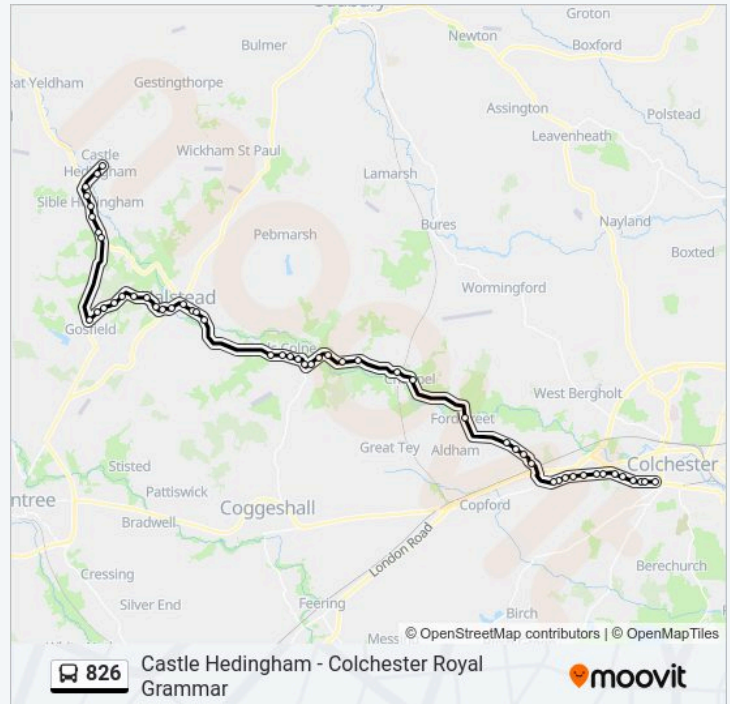 Groton
Newton
Boxford
Bulmer
eat Yeldham
Gestingthorpe
Assington
Polstead
Leavenheath
Castle
Hedingham
Wickham St Paul
Lamarsh
Sible Hedingham
Bures
Nayland
Pebmarsh
Boxted
Wormingford
alstead
Gosfield
Colne
Chappel
West Bergholt
Fordstreet
Great Tey
Aldham
Colchester
Stisted
ntree
Pattiswick
Coggeshall
Copford
Bradwell
London Road
Cressing
Berechurch
Silver End
Feering
Birch
Mess
© OpenStreetMap contributors | © OpenMapTiles
826
Castle Hedingham - Colchester Royal
Grammar
moovit